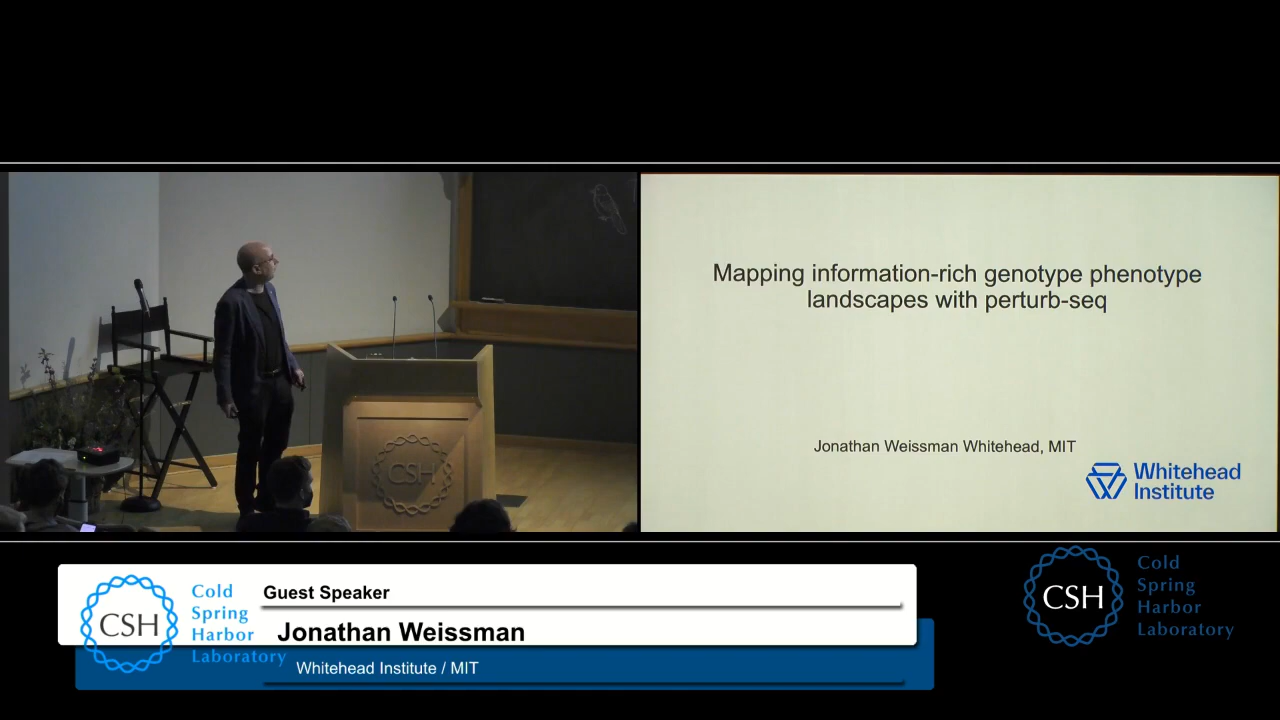 CSH
Mapping information-rich genotype phenotype
landscapes with perturb-seq
Jonathan Weissman Whitehead, MIT
Whitehead
Institute
CSH
Cold
Spring
Harbor
Laboratory
Guest Speaker
Jonathan Weissman
Whitehead Institute / MIT
CSH
Cold
Spring
Harbor
Laboratory